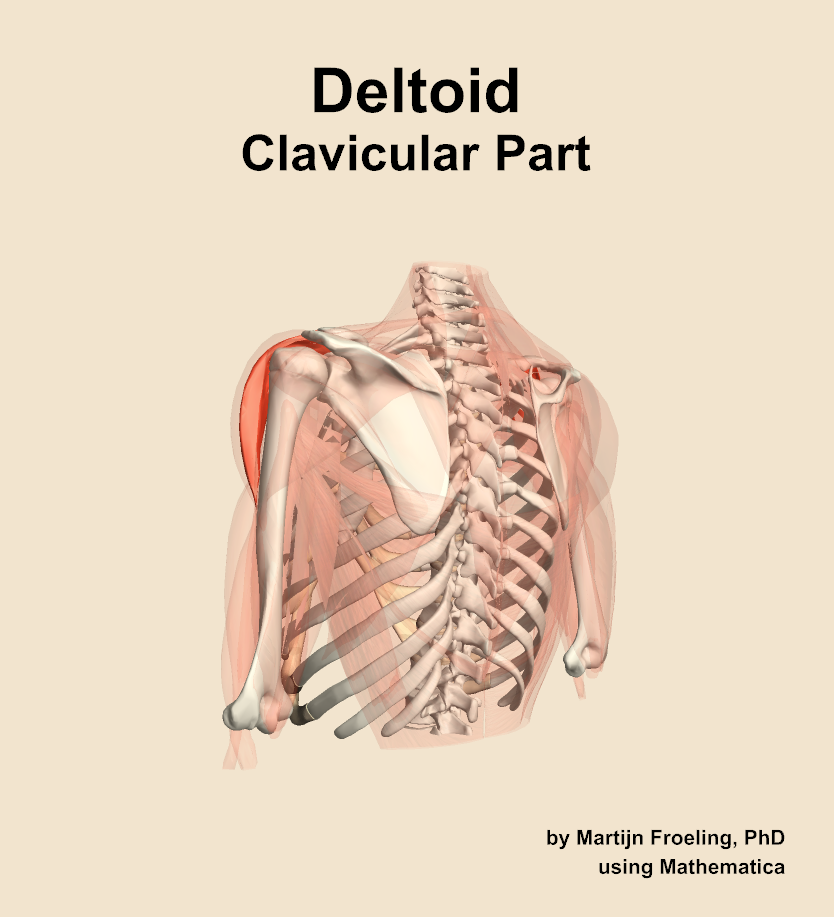 Deltoid
Clavicular Part
by Martijn Froeling, PhD
using Mathematica